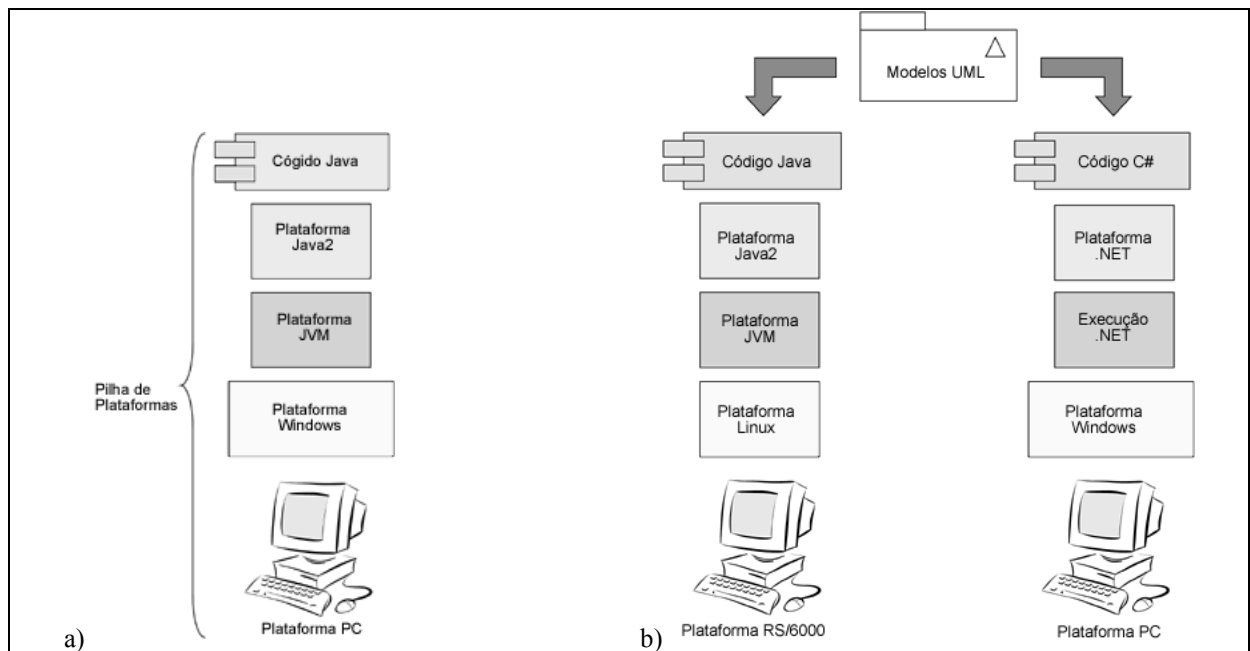 Pilha de
Plataformas
Cógido Java
Plataforma
Java2
Plataforma
JVM
Plataforma
Windows
Plataforma PC
a)
Modelos UML
Código Java
Plataforma
Java2
Plataforma
JVM
Plataforma
Linux
Plataforma RS/6000
Código C#
Plataforma
.NET
Execução
.NET
Plataforma
Windows
Plataforma PC
b)